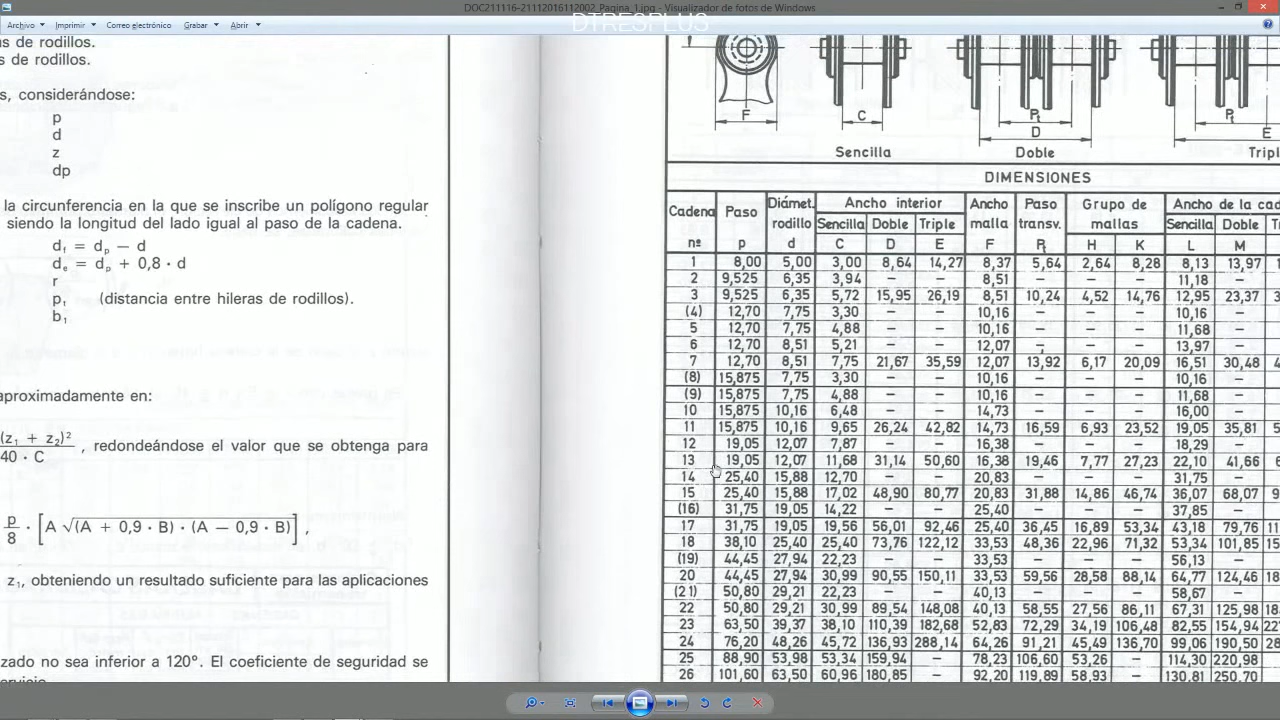 DOC211116-21112016112002_Pagina_1.jpg - Visualizador de fotos de Windows
DTRESPLUS
Archivo Imprimir Correo electrónico Grabar Abrir
as de rodillos.
s de rodillos.
s, considerándose:
p
d
z
dp
la circunferencia en la que se inscribe un polígono regular
siendo la longitud del lado igual al paso de la cadena.
df = dp — d
de = dp + 0,8 · d
r
p1 (distancia entre hileras de rodillos).
b1
aproximadamente en:
(z1 + z2)²
40 · C
, redondeándose el valor que se obtenga para
p/8 · [A √(A + 0,9 · B) · (A — 0,9 · B)],
z1, obteniendo un resultado suficiente para las aplicaciones
zado no sea inferior a 120°. El coeficiente de seguridad se
F C Pt D Pt E
Sencilla Doble Tripl
DIMENSIONES
Cadena nº Paso p Diámet. rodillo d Ancho interior Ancho malla F Paso transv. Pt Grupo de mallas Ancho de la cad
Sencilla Doble Triple Sencilla Doble T
C D E H K L M
1 8,00 5,00 3,00 8,64 14,27 8,37 5,64 2,64 8,28 8,13 13,97 1
2 9,525 6,35 3,94 – – 8,51 – – – 11,18 –
3 9,525 6,35 5,72 15,95 26,19 8,51 10,24 4,52 14,76 12,95 23,37 3
(4) 12,70 7,75 3,30 – – 10,16 – – – 10,16 –
5 12,70 7,75 4,88 – – 10,16 – – – 11,68 –
6 12,70 8,51 5,21 – – 12,07 – – – 13,97 –
7 12,70 8,51 7,75 21,67 35,59 12,07 13,92 6,17 20,09 16,51 30,48 4
(8) 15,875 7,75 3,30 – – 10,16 – – – 10,16 –
(9) 15,875 7,75 4,88 – – 10,16 – – – 11,68 –
10 15,875 10,16 6,48 – – 14,73 – – – 16,00 –
11 15,875 10,16 9,65 26,24 42,82 14,73 16,59 6,93 23,52 19,05 35,81 5
12 19,05 12,07 7,87 – – 16,38 – – – 18,29 –
13 19,05 12,07 11,68 31,14 50,60 16,38 19,46 7,77 27,23 22,10 41,66 6
14 25,40 15,88 12,70 – – 20,83 – – – 31,75 –
15 25,40 15,88 17,02 48,90 80,77 20,83 31,88 14,86 46,74 36,07 68,07 9
(16) 31,75 19,05 14,22 – – 25,40 – – – 37,85 –
17 31,75 19,05 19,56 56,01 92,46 25,40 36,45 16,89 53,34 43,18 79,76 11
18 38,10 25,40 25,40 73,76 122,12 33,53 48,36 22,96 71,32 53,34 101,85 15
(19) 44,45 27,94 22,23 – – 33,53 – – – 56,13 –
20 44,45 27,94 30,99 90,55 150,11 33,53 59,56 28,58 88,14 64,77 124,46 18
(21) 50,80 29,21 22,23 – – 40,13 – – – 58,67 –
22 50,80 29,21 30,99 89,54 148,08 40,13 58,55 27,56 86,11 67,31 125,98 18
23 63,50 39,37 38,10 110,39 182,68 52,83 72,29 34,19 106,48 82,55 154,94 22
24 76,20 48,26 45,72 136,93 288,14 64,26 91,21 45,49 136,70 99,06 190,50 28
25 88,90 53,98 53,34 159,94 – 78,23 106,60 53,26 – 114,30 220,98
26 101,60 63,50 60,96 180,85 – 92,20 119,89 58,93 – 130,81 250,70